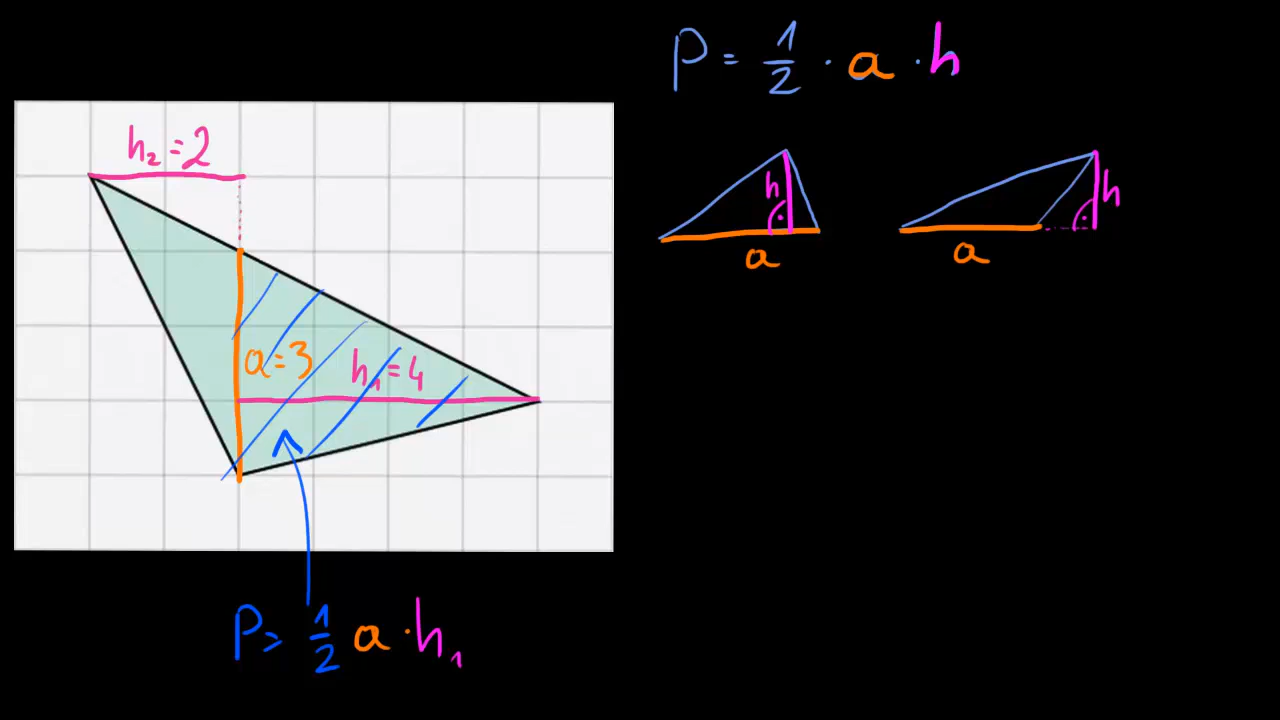 P = 1/2 · a · h
h₂ = 2
h
a
h
a
a = 3
h₁ = 4
P = 1/2 a · h₁